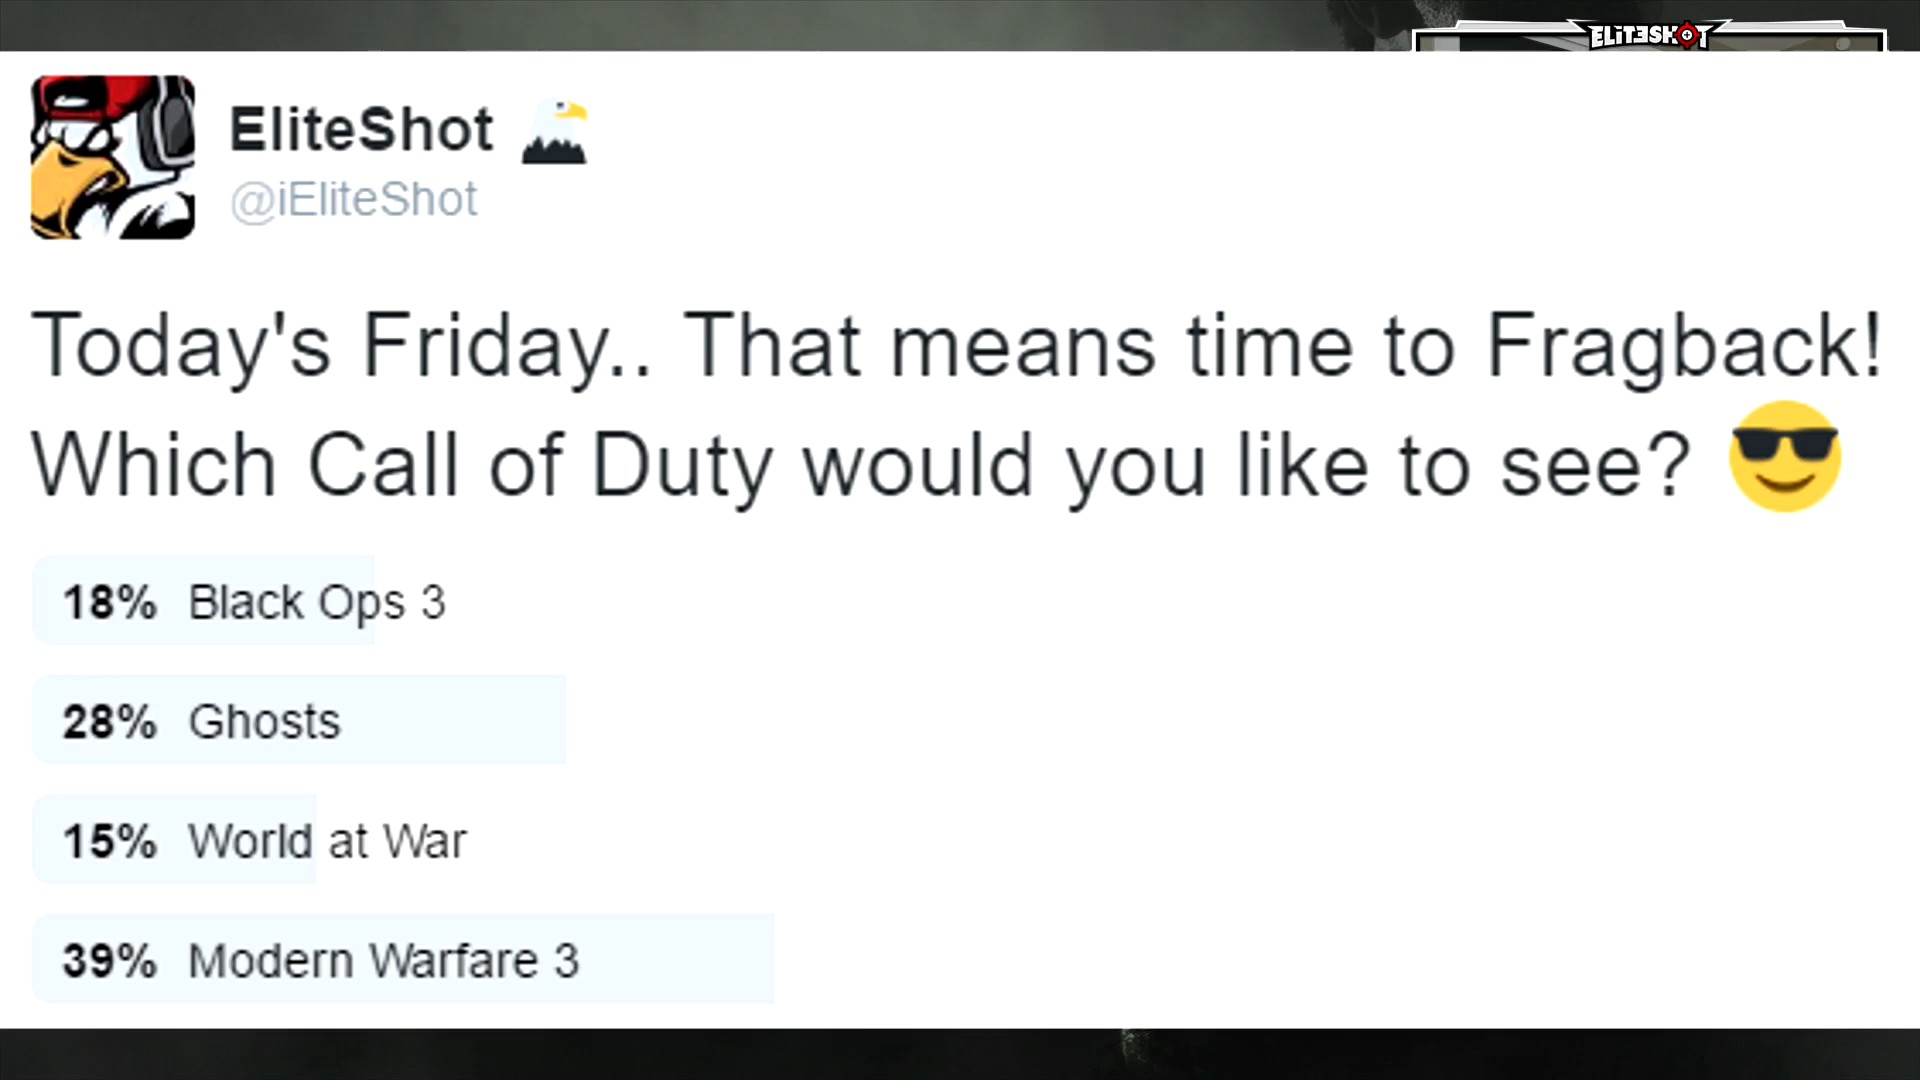 ELITESHOT
EliteShot
@iEliteShot
Today's Friday.. That means time to Fragback!
Which Call of Duty would you like to see? 😎
18% Black Ops 3
28% Ghosts
15% World at War
39% Modern Warfare 3